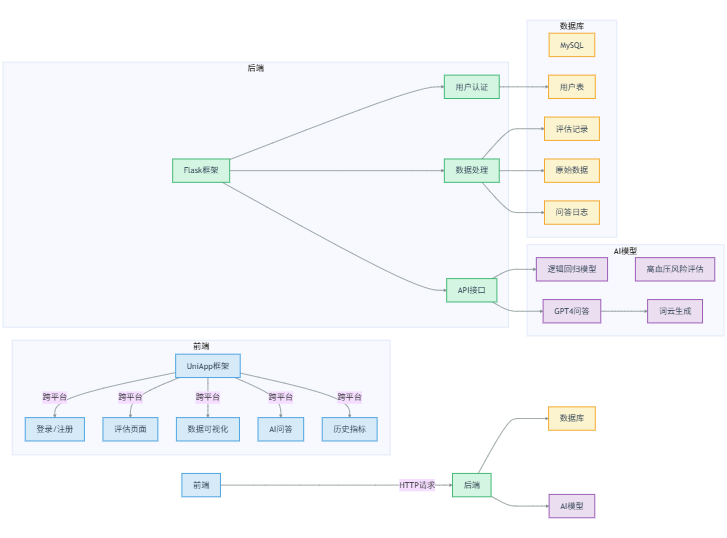 数据库
MySQL
后端
用户认证
用户表
评估记录
Flask框架
数据处理
原始数据
问答日志
AI模型
逻辑回归模型
高血压风险评估
API接口
GPT4问答
词云生成
前端
UniApp框架
跨平台
跨平台
跨平台
跨平台
跨平台
登录/注册
评估页面
数据可视化
AI问答
历史指标
数据库
前端
HTTP请求
后端
AI模型